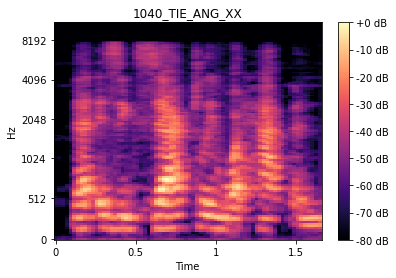 1040_TIE_ANG_XX
Hz
8192
4096
2048
1024
512
0
0
0.5
1
1.5
Time
+0 dB
-10 dB
-20 dB
-30 dB
-40 dB
-50 dB
-60 dB
-70 dB
-80 dB